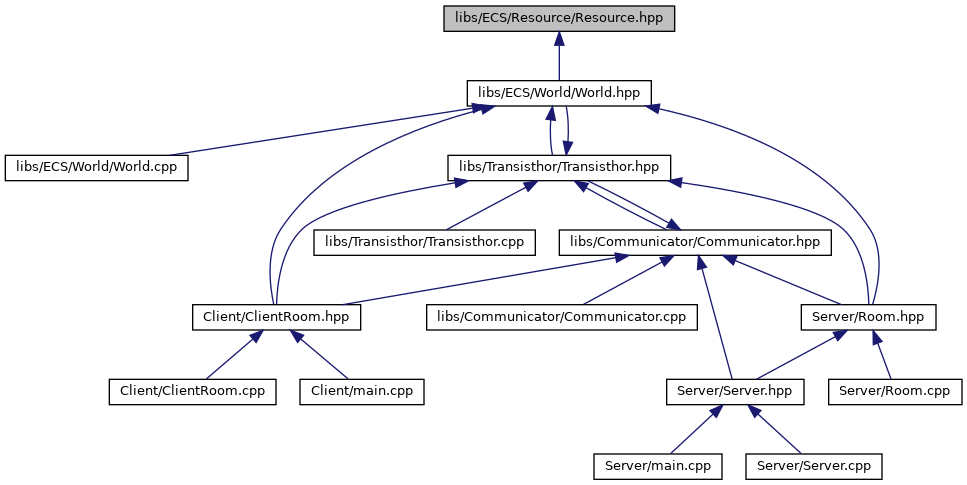 libs/ECS/Resource/Resource.hpp
libs/ECS/World/World.hpp
libs/ECS/World/World.cpp
libs/Transisthor/Transisthor.hpp
libs/Transisthor/Transisthor.cpp
libs/Communicator/Communicator.hpp
Client/ClientRoom.hpp
libs/Communicator/Communicator.cpp
Server/Room.hpp
Client/ClientRoom.cpp
Client/main.cpp
Server/Server.hpp
Server/Room.cpp
Server/main.cpp
Server/Server.cpp